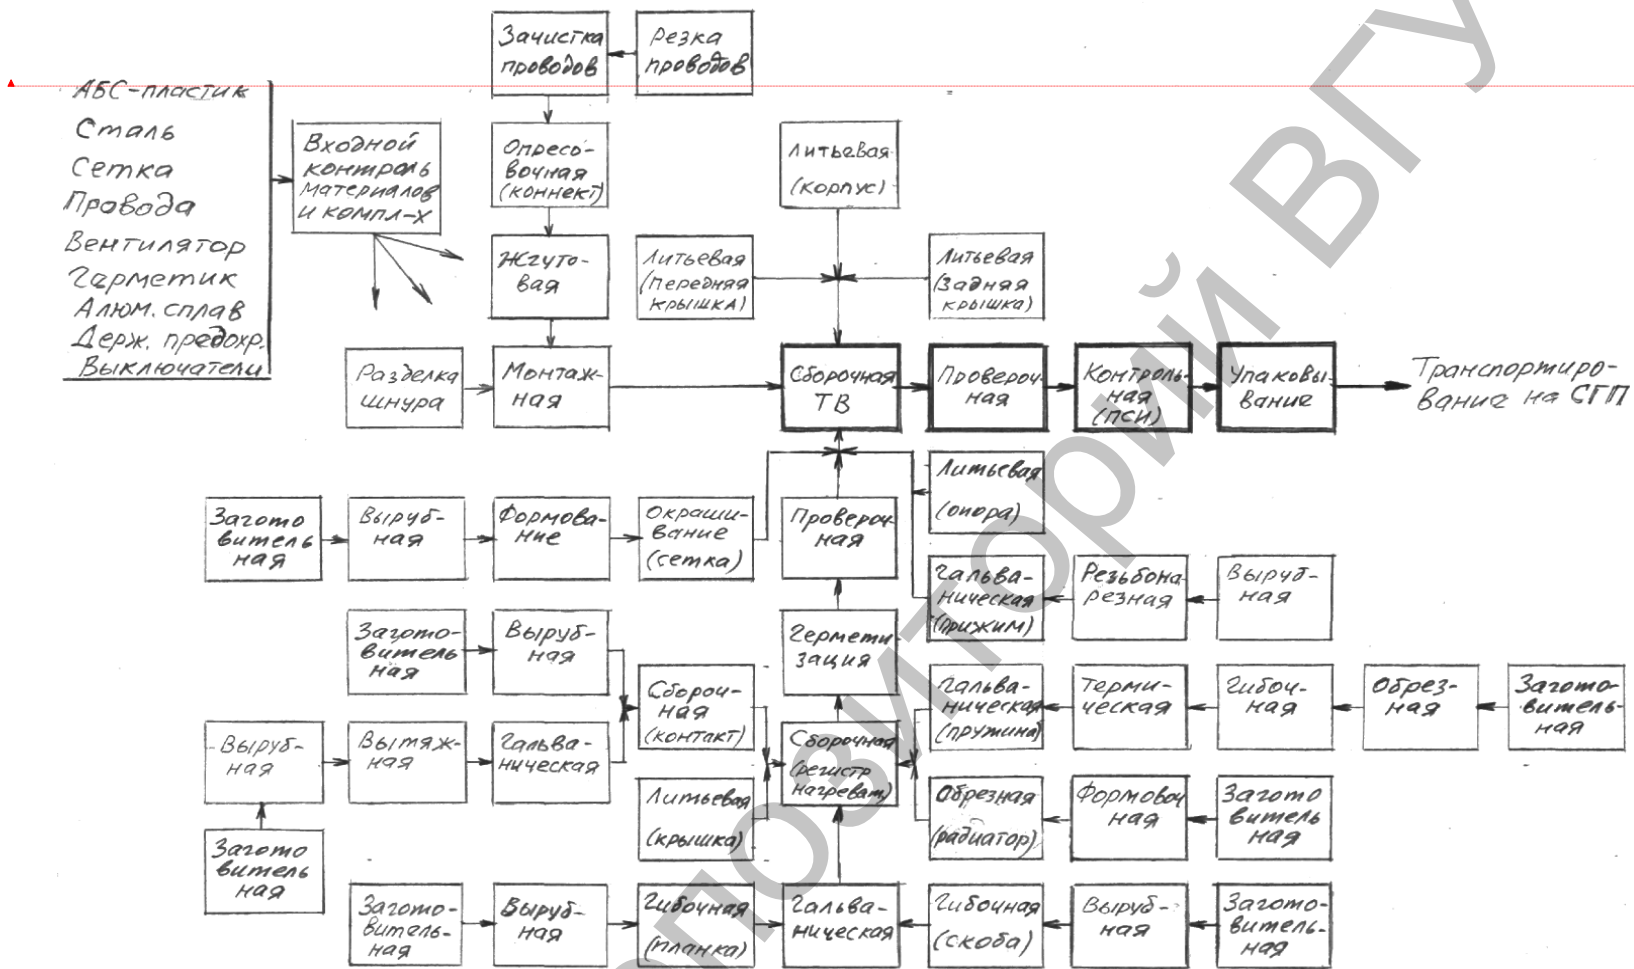 Зачистка
проводов
Резка
проводов
АБС-пластик
Сталь
Сетка
Провода
Вентилятор
Герметик
Алюм. сплав
Держ. предохр.
Выключатели
Входной
контроль
материалов
и компл-х
Опресо-
вочная
(коннект)
Литьевая
(корпус)
Жгуто-
вая
Литьевая
(Передняя
крышка)
Литьевая
(Задняя
крышка)
Разделка
шнура
Монтаж-
ная
Сборочная
ТВ
Провероч-
ная
Контроль-
ная
(ПСИ)
Упаковы-
вание
Транспортиро-
вание на СГП
Загото
витель
ная
Выруб-
ная
Формова-
ние
Окраши-
вание
(сетка)
Провероч-
ная
Литьевая
(опора)
Гальва-
ническая
(прижим)
Резьбона-
резная
Выруб-
ная
Загото-
витель
ная
Выруб-
ная
Гермети-
зация
Сбороч-
ная
(контакт)
Гальва-
ническая
(пружина)
Терми-
ческая
Гибоч-
ная
Обрез-
ная
Загото-
витель-
ная
Выруб-
ная
Вытяж-
ная
Гальва-
ническая
Сборочная
(регистр
нагреват.)
Литьевая
(крышка)
Обрезная
(радиатор)
Формовоч
ная
Загото
витель
ная
Загото
витель
ная
Загото-
витель-
ная
Выруб-
ная
Гибочная
(планка)
Гальва-
ническая
Гибочная
(скоба)
Выруб-
ная
Загото-
витель-
ная
позиторий ВГУ